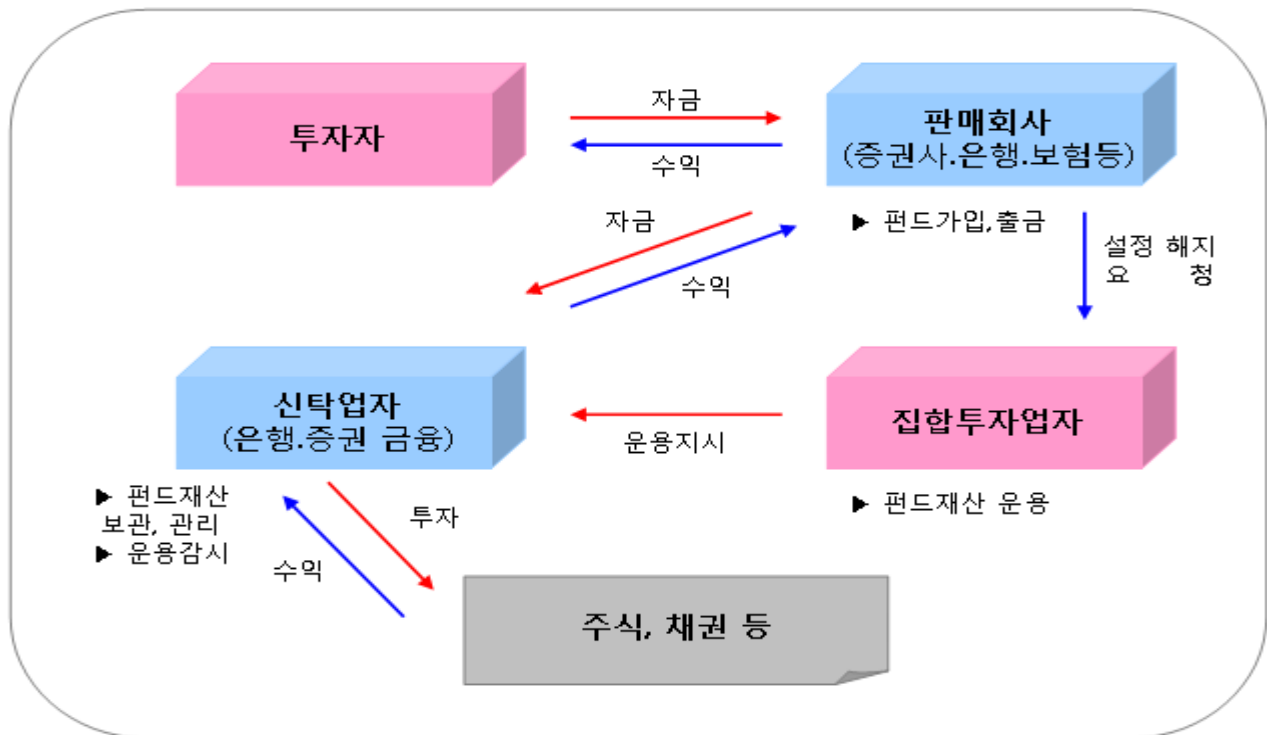 투자자
자금
수익
판매회사
(증권사.은행.보험등)
▶ 펀드가입,출금
자금
수익
설정 해지
요 청
신탁업자
(은행.증권 금융)
운용지시
집합투자업자
▶ 펀드재산
보관, 관리
▶ 운용감시
투자
수익
▶ 펀드재산 운용
주식, 채권 등